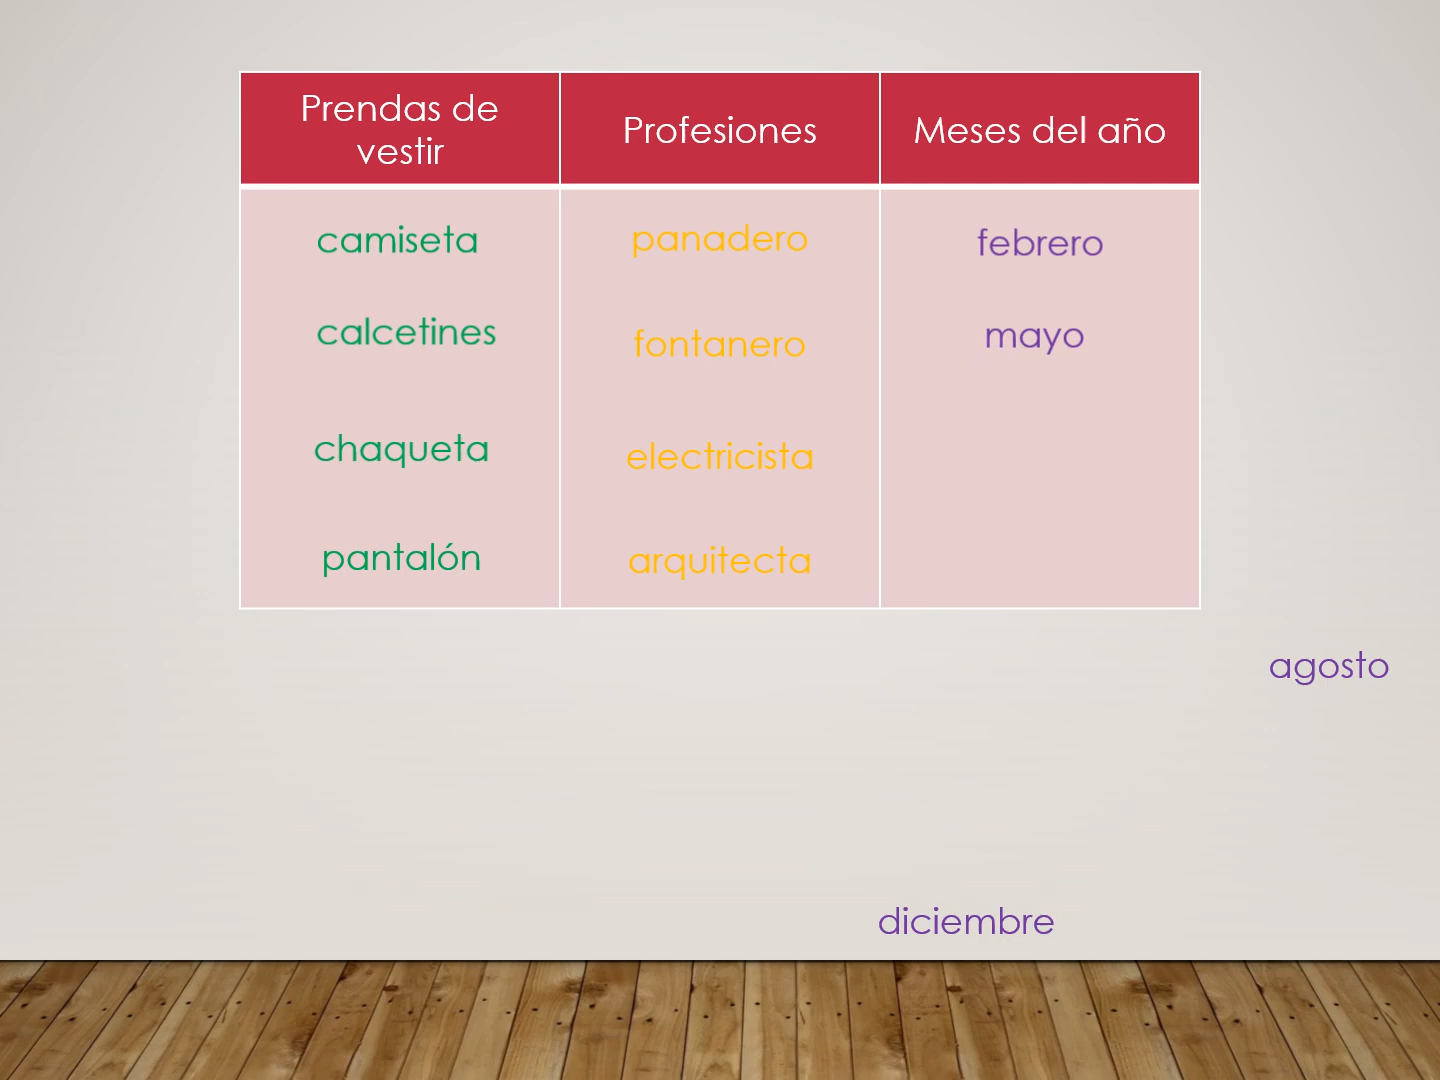 Prendas de
vestir
Profesiones
Meses del año
camiseta
panadero
febrero
calcetines
fontanero
mayo
chaqueta
electricista
pantalón
arquitecta
agosto
diciembre